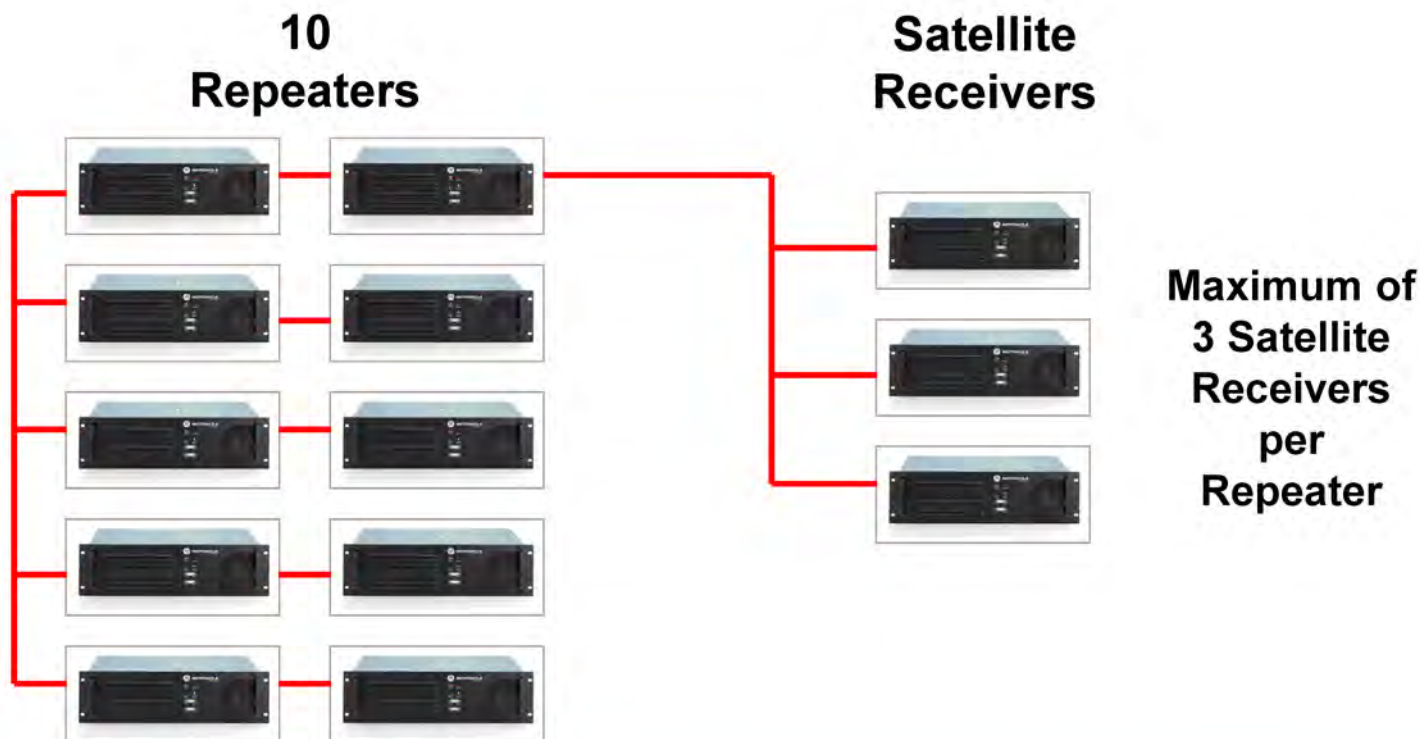 10
Repeaters
Satellite
Receivers
Maximum of
3 Satellite
Receivers
per
Repeater